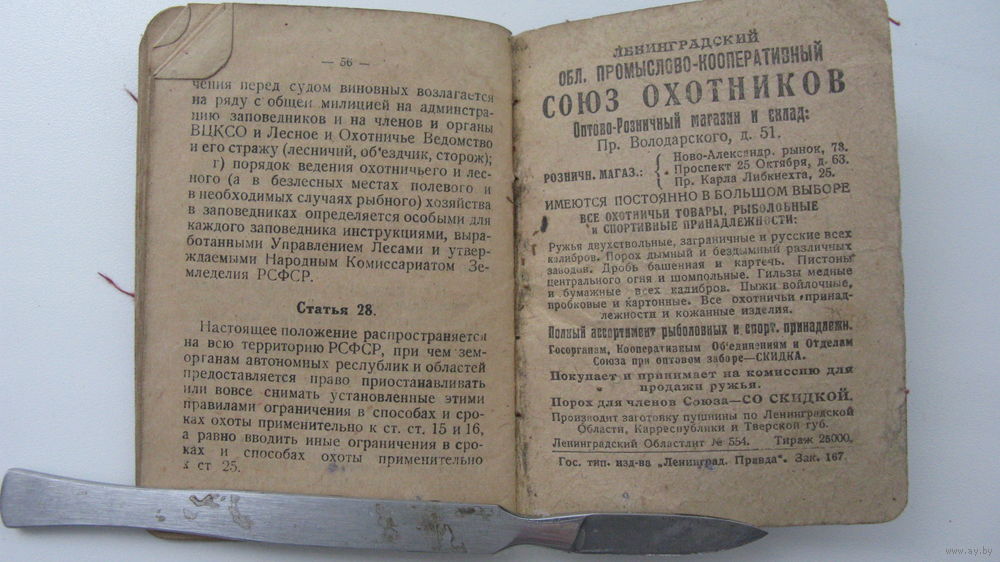 — 56 —
чения перед судом виновных возлагается
на ряду с общей милицией на админстра-
цию заповедников и на членов и органы
ВЦКСО и Лесное и Охотничье Ведомство
и его стражу (лесничий, об'ездчик, сторож);
г) порядок ведения охотничьего и лес-
ного (а в безлесных местах полевого и
в необходимых случаях рыбного) хозяйства
в заповедниках определяется особыми для
каждого заповедника инструкциями, выра-
ботанными Управлением Лесами и утвер-
ждаемыми Народным Комиссариатом Зе-
мледелия РСФСР.
Статья 28.
Настоящее положение распространяется
на всю территорию РСФСР, при чем зем-
органам автономных республик и областей
предоставляется право приостанавливать
или вовсе снимать установленные этими
правилами ограничения в способах и сро-
ках охоты применительно к ст. ст. 15 и 16,
а равно вводить иные ограничения в сро-
ках и способах охоты применительно
к ст 25.
ЛЕНИНГРАДСКИЙ
ОБЛ. ПРОМЫСЛОВО-КООПЕРАТИВНЫЙ
СОЮЗ ОХОТНИКОВ
Оптово-Розничный магазин и склад:
Пр. Володарского, д. 51.
РОЗНИЧН. МАГАЗ.: Ново-Александр. рынок, 78.
Проспект 25 Октября, д. 63.
Пр. Карла Либкнехта, 25.
ИМЕЮТСЯ ПОСТОЯННО В БОЛЬШОМ ВЫБОРЕ
ВСЕ ОХОТНИЧЬИ ТОВАРЫ, РЫБОЛОВНЫЕ
и СПОРТИВНЫЕ ПРИНАДЛЕЖНОСТИ:
Ружья двухствольные, заграничные и русские всех
калибров. Порох дымный и бездымный различных
заводов. Дробь башенная и картечь. Пистоны
центрального огня и шомпольные. Гильзы медные
и бумажные всех калибров. Пыжи войлочные,
пробковые и картонные. Все охотничьи принад-
лежности и кожанные изделия.
Полный ассортимент рыболовных и спорт. принадлежн.
Госорганам, Кооперативным Об'единениям и Отделам
Союза при оптовом заборе—СКИДКА.
Покупает и принимает на комиссию для
продажи ружья.
Порох для членов Союза—СО СКИДКОЙ.
Производит заготовку пушнины по Ленинградской
Области, Карреспублики и Тверской губ.
Ленинградский Областлит № 554. Тираж 25000.
Гос. тип. изд-ва „Ленинград. Правда". Зак. 167
www.ay.by